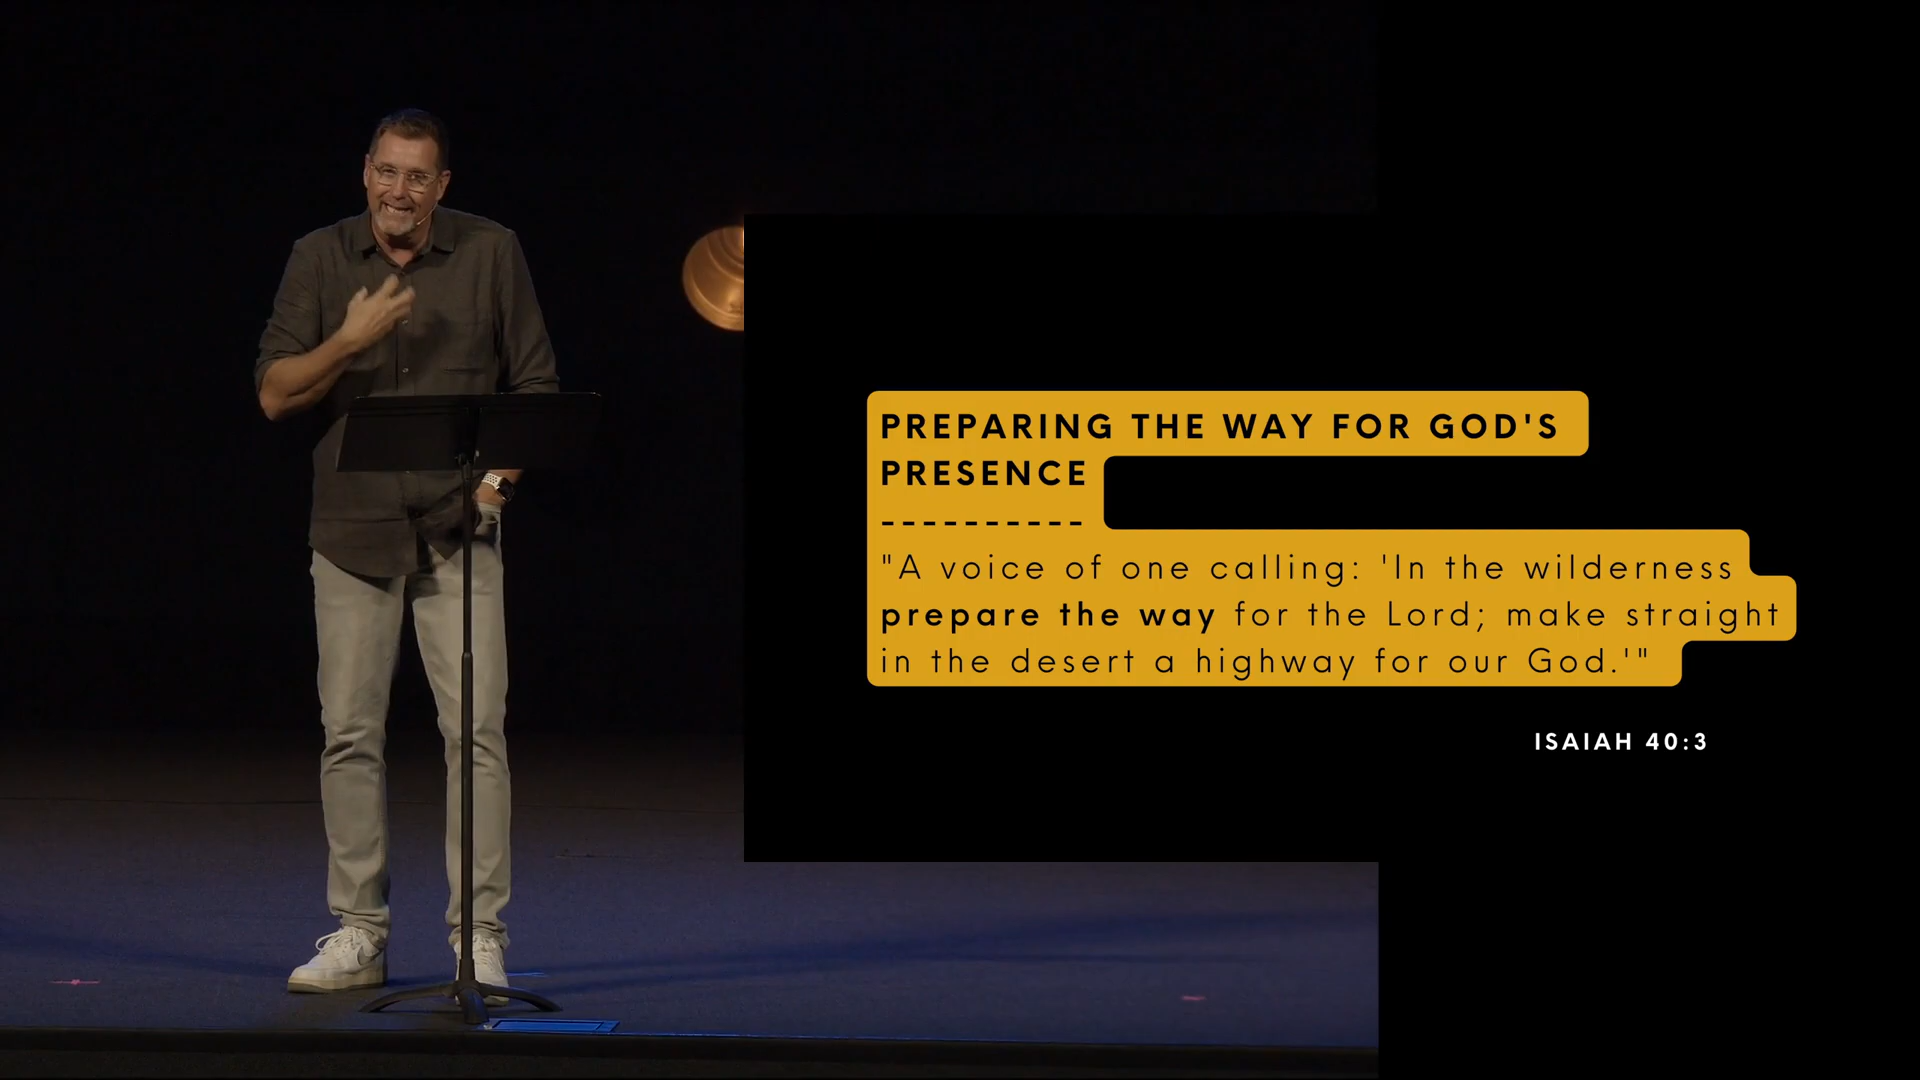 PREPARING THE WAY FOR GOD'S
PRESENCE
----------
"A voice of one calling: 'In the wilderness
prepare the way for the Lord; make straight
in the desert a highway for our God.'"
ISAIAH 40:3